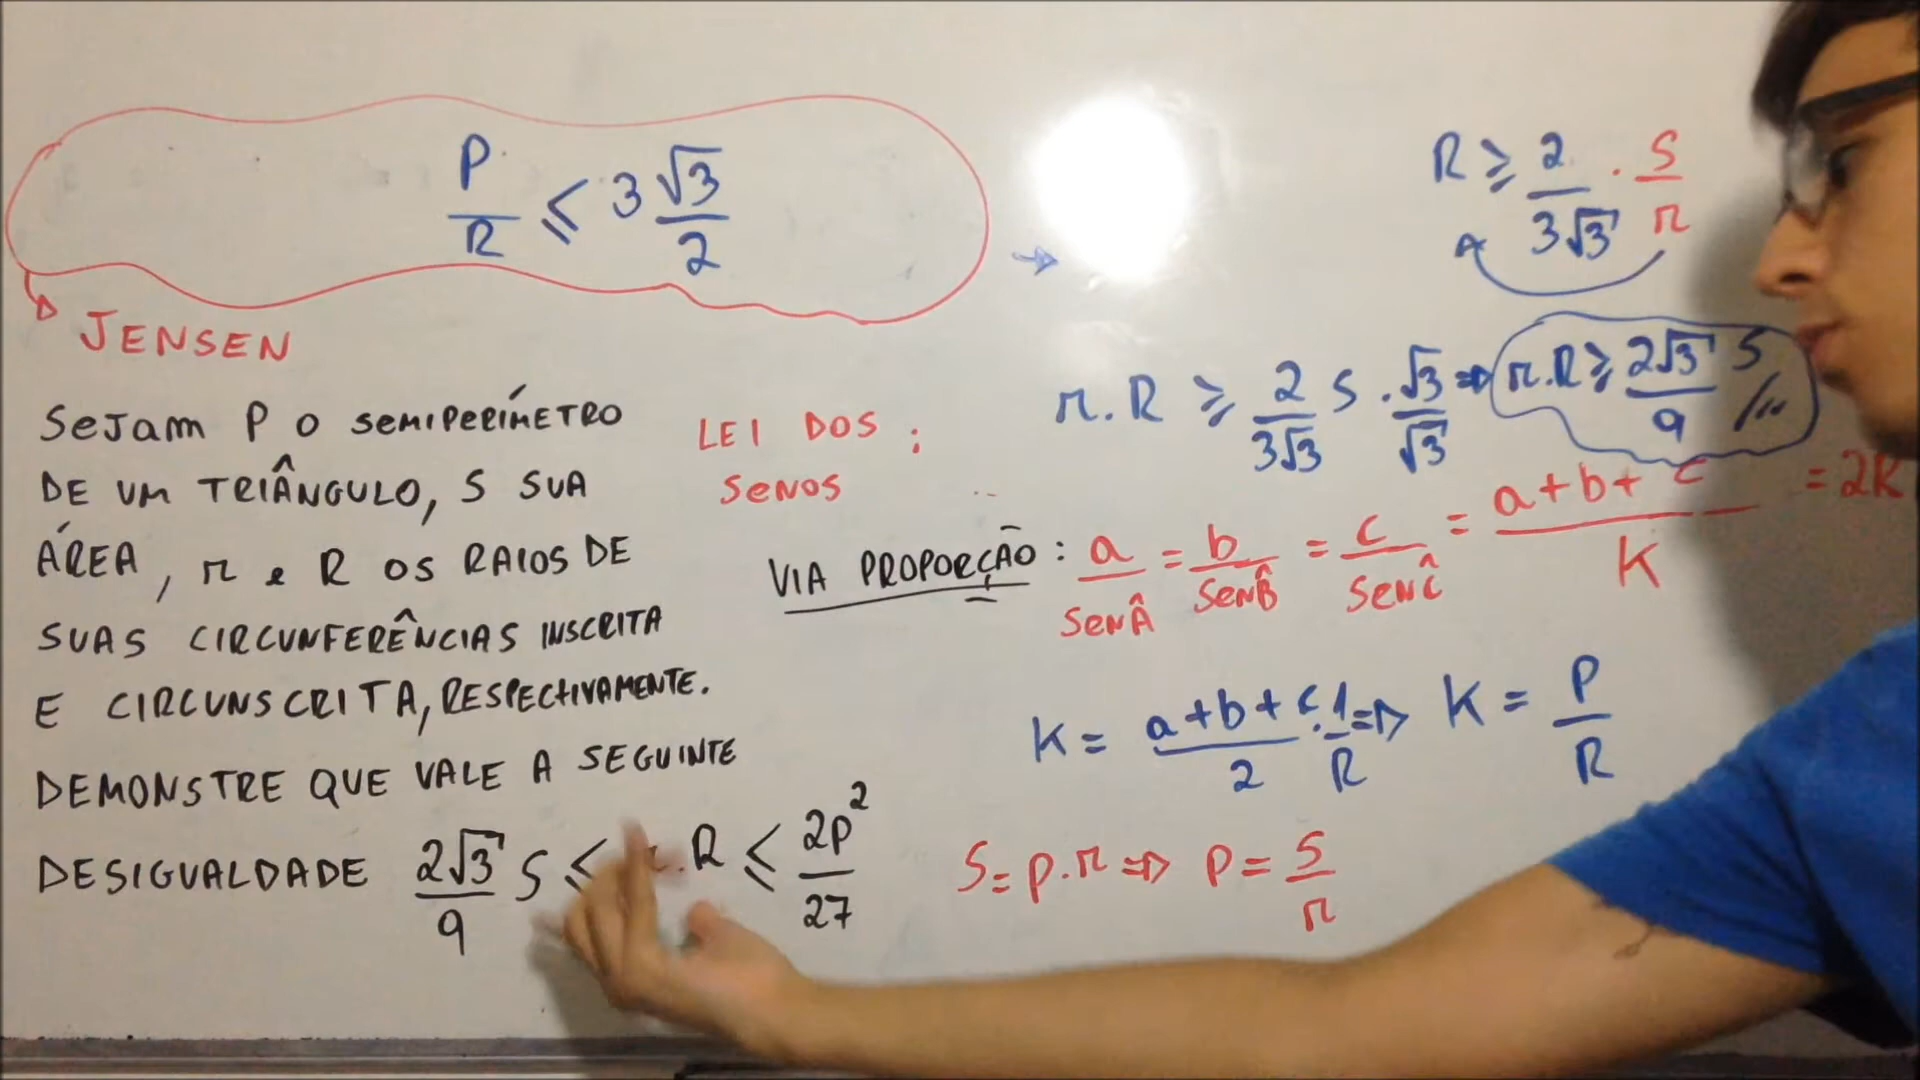 P/R ≤ 3 √3/2
JENSEN
SEJAM P O SEMIPERÍMETRO
DE UM TRIÂNGULO, S SUA
ÁREA, r e R OS RAIOS DE
SUAS CIRCUNFERÊNCIAS INSCRITA
E CIRCUNSCRITA, RESPECTIVAMENTE.
DEMONSTRE QUE VALE A SEGUINTE
DESIGUALDADE 2√3/9 S ≤ r.R ≤ 2p²/27
LEI DOS :
SENOS
R ≥ 2/3√3 . S/r
r.R ≥ 2/3√3 S . √3/√3 ⇒ r.R ≥ 2√3/9 S //
VIA PROPORÇÃO : a/senÂ = b/senB̂ = c/senĈ = a+b+c/K = 2R
K = a+b+c/2 . 1/R ⇒ K = P/R
S = p.r ⇒ p = S/r